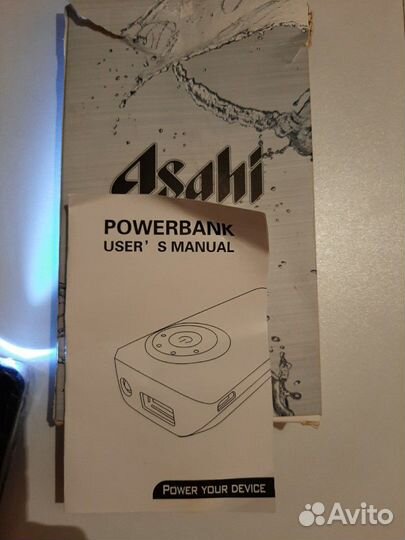 Asahi
POWERBANK
USER'S MANUAL
POWER YOUR DEVICE
Avito